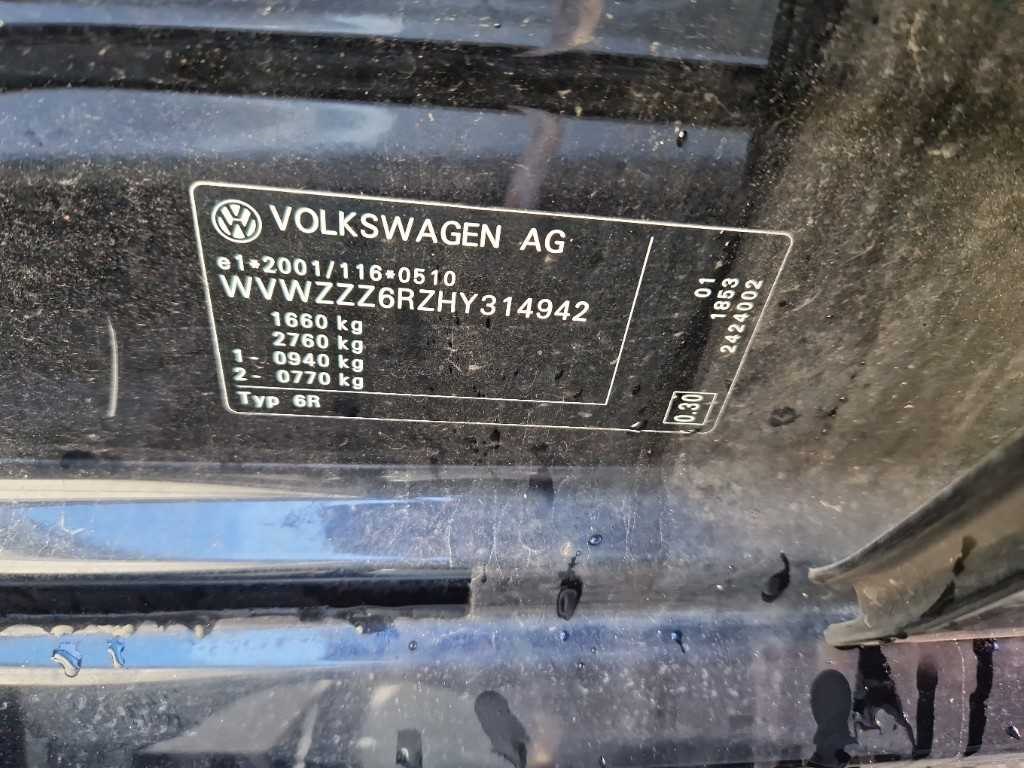 VOLKSWAGEN AG
e1*2001/116*0510
WVWZZZ6RZHY314942
1660 kg
2760 kg
1- 0940 kg
2- 0770 kg
Typ 6R
01
1853
2424002
0.30